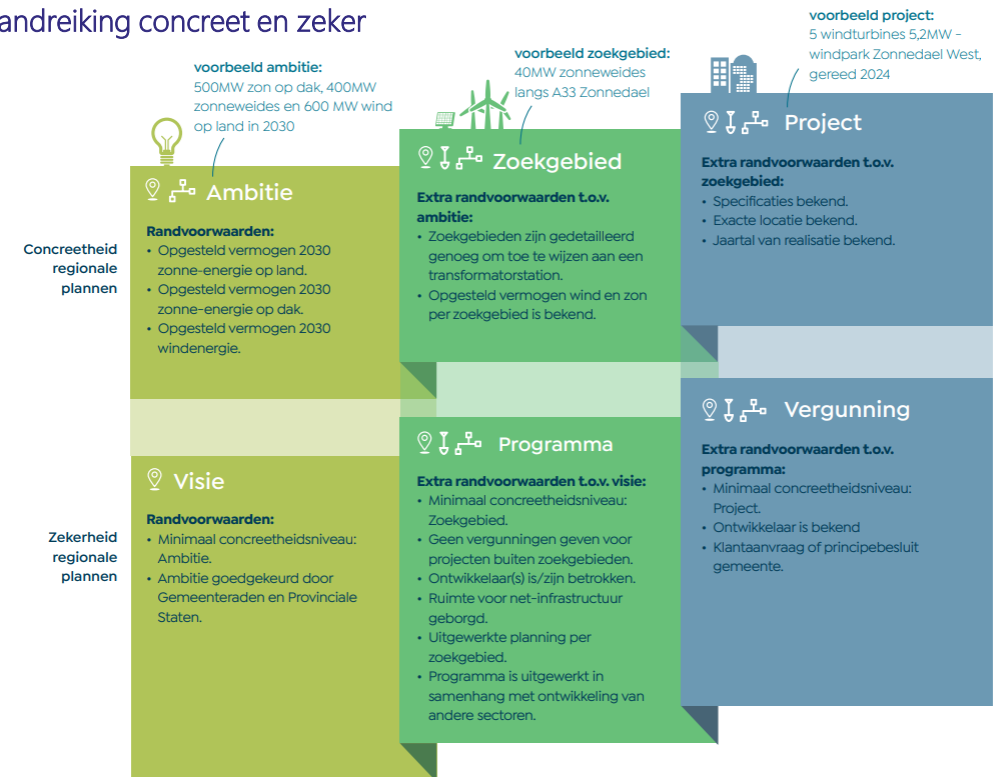 andreiking concreet en zeker
voorbeeld ambitie:
500MW zon op dak, 400MW
zonneweides en 600 MW wind
op land in 2030
voorbeeld zoekgebied:
40MW zonneweides
langs A33 Zonnedael
voorbeeld project:
5 windturbines 5,2MW -
windpark Zonnedael West,
gereed 2024
Concreetheid
regionale
plannen
Ambitie
Randvoorwaarden:
• Opgesteld vermogen 2030
zonne-energie op land.
• Opgesteld vermogen 2030
zonne-energie op dak.
• Opgesteld vermogen 2030
windenergie.
Zoekgebied
Extra randvoorwaarden t.o.v.
ambitie:
• Zoekgebieden zijn gedetailleerd
genoeg om toe te wijzen aan een
transformatorstation.
• Opgesteld vermogen wind en zon
per zoekgebied is bekend.
Project
Extra randvoorwaarden t.o.v.
zoekgebied:
• Specificaties bekend.
• Exacte locatie bekend.
• Jaartal van realisatie bekend.
Zekerheid
regionale
plannen
Visie
Randvoorwaarden:
• Minimaal concreetheidsniveau:
Ambitie.
• Ambitie goedgekeurd door
Gemeenteraden en Provinciale
Staten.
Programma
Extra randvoorwaarden t.o.v. visie:
• Minimaal concreetheidsniveau:
Zoekgebied.
• Geen vergunningen geven voor
projecten buiten zoekgebieden.
• Ontwikkelaar(s) is/zijn betrokken.
• Ruimte voor net-infrastructuur
geborgd.
• Uitgewerkte planning per
zoekgebied.
• Programma is uitgewerkt in
samenhang met ontwikkeling van
andere sectoren.
Vergunning
Extra randvoorwaarden t.o.v.
programma:
• Minimaal concreetheidsniveau:
Project.
• Ontwikkelaar is bekend
• Klantaanvraag of principebesluit
gemeente.